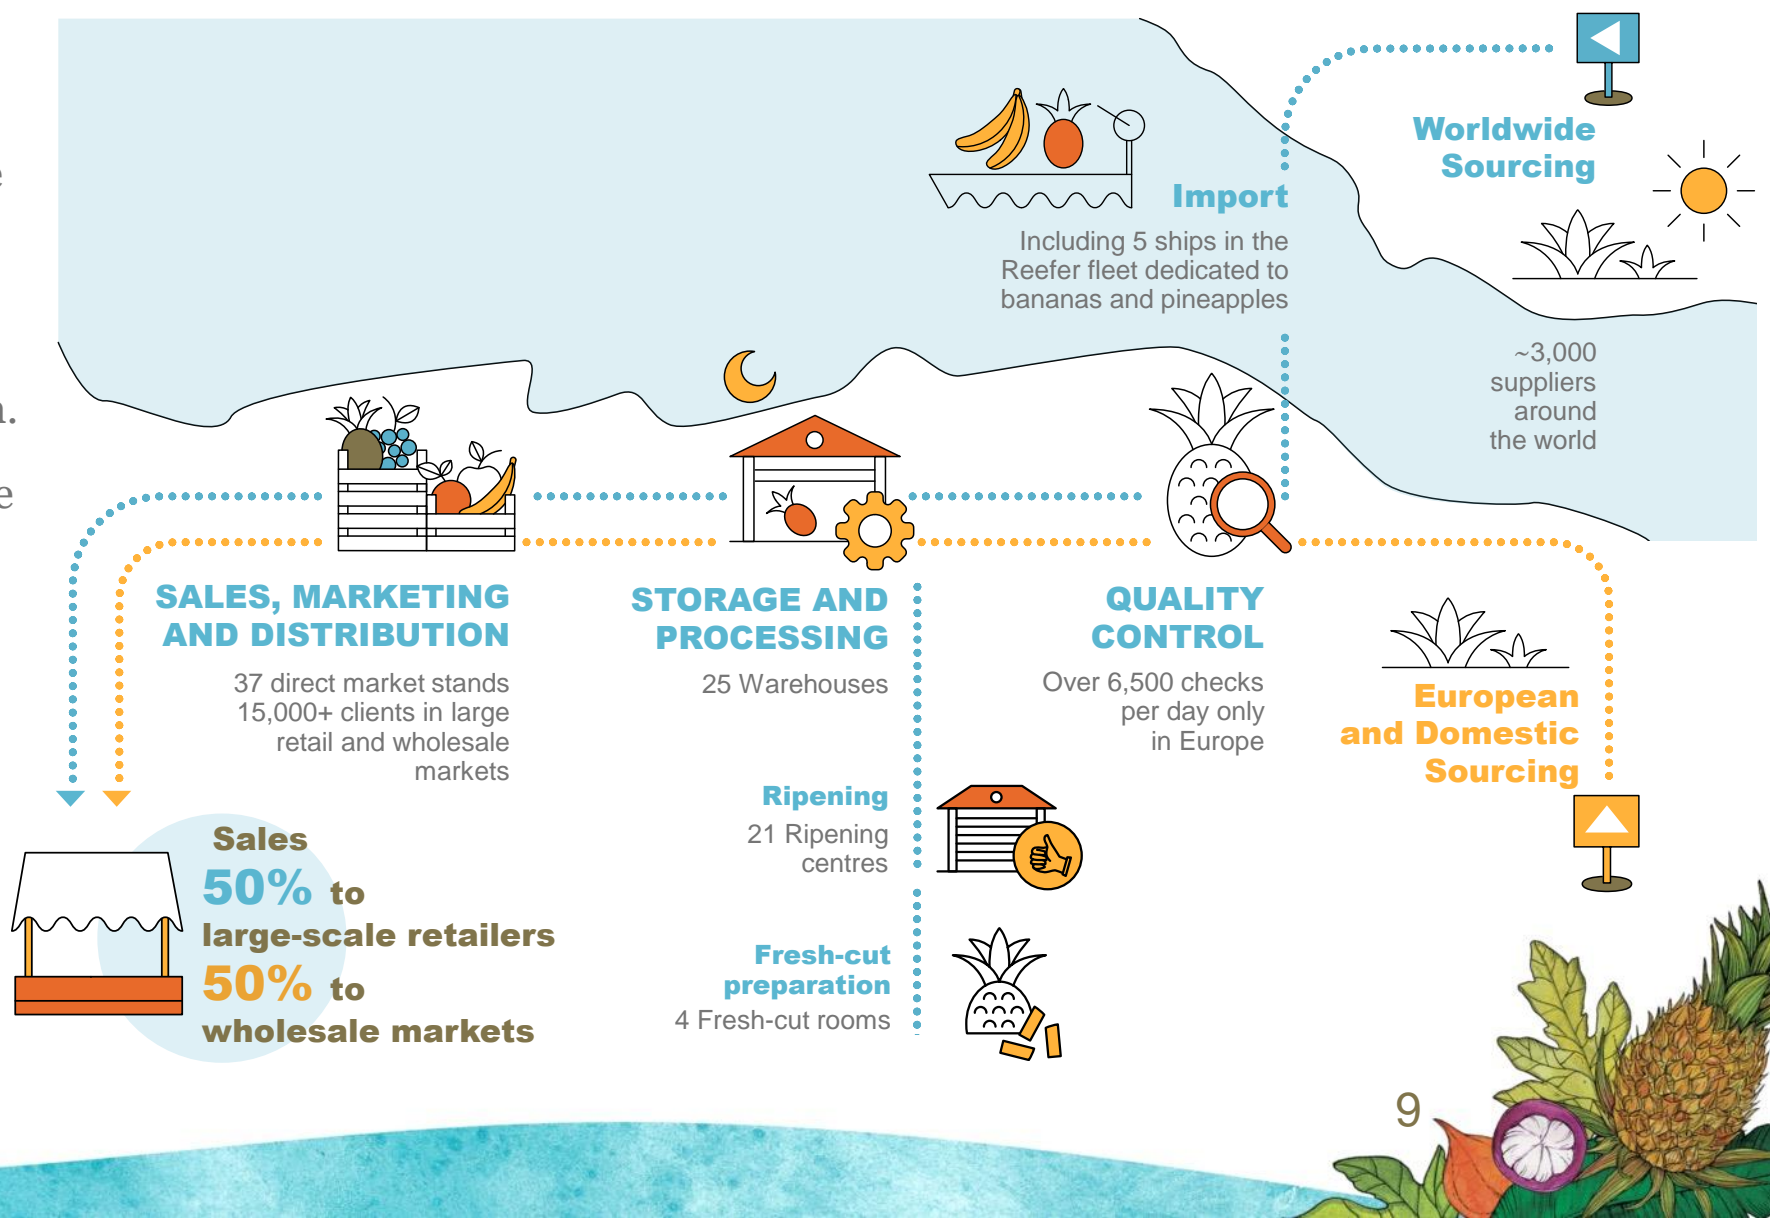 Worldwide
Sourcing
~3,000
suppliers
around
the world
Import
Including 5 ships in the
Reefer fleet dedicated to
bananas and pineapples
SALES, MARKETING
AND DISTRIBUTION
37 direct market stands
15,000+ clients in large
retail and wholesale
markets
STORAGE AND
PROCESSING
25 Warehouses
Ripening
21 Ripening
centres
Fresh-cut
preparation
4 Fresh-cut rooms
QUALITY
CONTROL
Over 6,500 checks
per day only
in Europe
European
and Domestic
Sourcing
Sales
50% to
large-scale retailers
50% to
wholesale markets
9